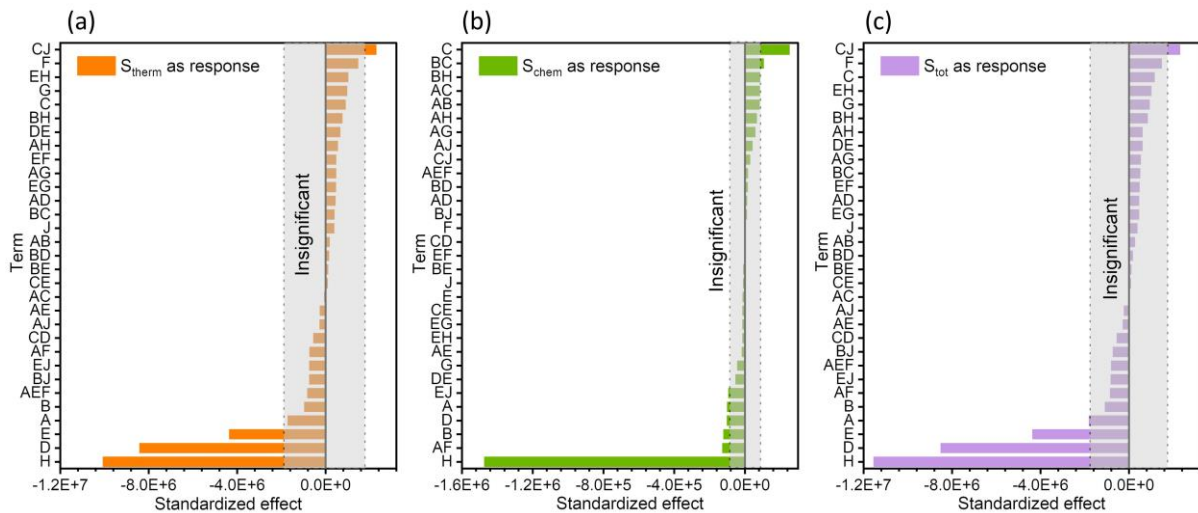 (a)
Term
CJ
F
EH
G
C
BH
DE
AH
EF
AG
EG
AD
BC
J
AB
BD
BE
CE
AC
AE
AJ
CD
AF
EJ
BJ
AEF
B
A
E
D
H
S_therm as response
Insignificant
-1.2E+7 -8.0E+6 -4.0E+6 0.0E+0
Standardized effect
(b)
Term
C
BC
BH
AC
AB
AH
AG
AJ
CJ
AEF
BD
AD
BJ
F
CD
EF
BE
J
E
CE
EG
EH
AE
G
DE
EJ
A
D
B
AF
H
S_chem as response
Insignificant
-1.6E+6 -1.2E+6 -8.0E+5 -4.0E+5 0.0E+0
Standardized effect
(c)
Term
CJ
F
C
EH
G
BH
AH
DE
AG
BC
EF
AD
EG
J
AB
BD
BE
CE
AC
AJ
AE
CD
BJ
AEF
EJ
AF
B
A
E
D
H
S_tot as response
Insignificant
-1.2E+7 -8.0E+6 -4.0E+6 0.0E+0
Standardized effect